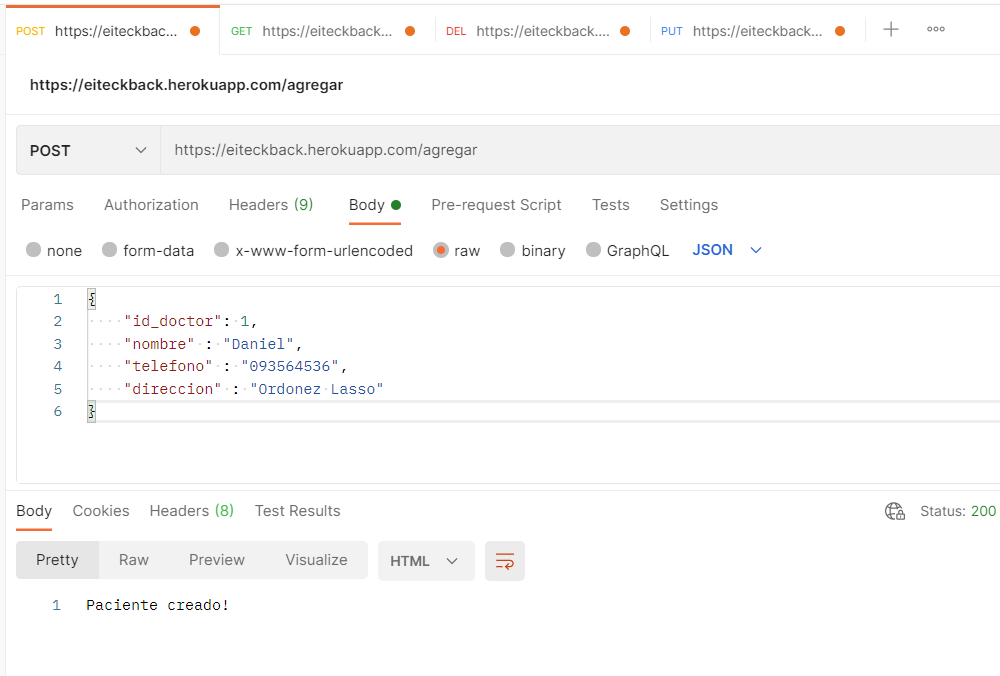 POST https://eiteckbac... GET https://eiteckback... DEL https://eiteckback.... PUT https://eiteckback...
https://eiteckback.herokuapp.com/agregar
POST https://eiteckback.herokuapp.com/agregar
Params Authorization Headers (9) Body Pre-request Script Tests Settings
none form-data x-www-form-urlencoded raw binary GraphQL JSON
1 {
2 ····"id_doctor":·1,
3 ····"nombre"·:·"Daniel",
4 ····"telefono"·:·"093564536",
5 ····"direccion"·:·"Ordonez·Lasso"
6 }
Body Cookies Headers (8) Test Results Status: 200
Pretty Raw Preview Visualize HTML
1 Paciente creado!